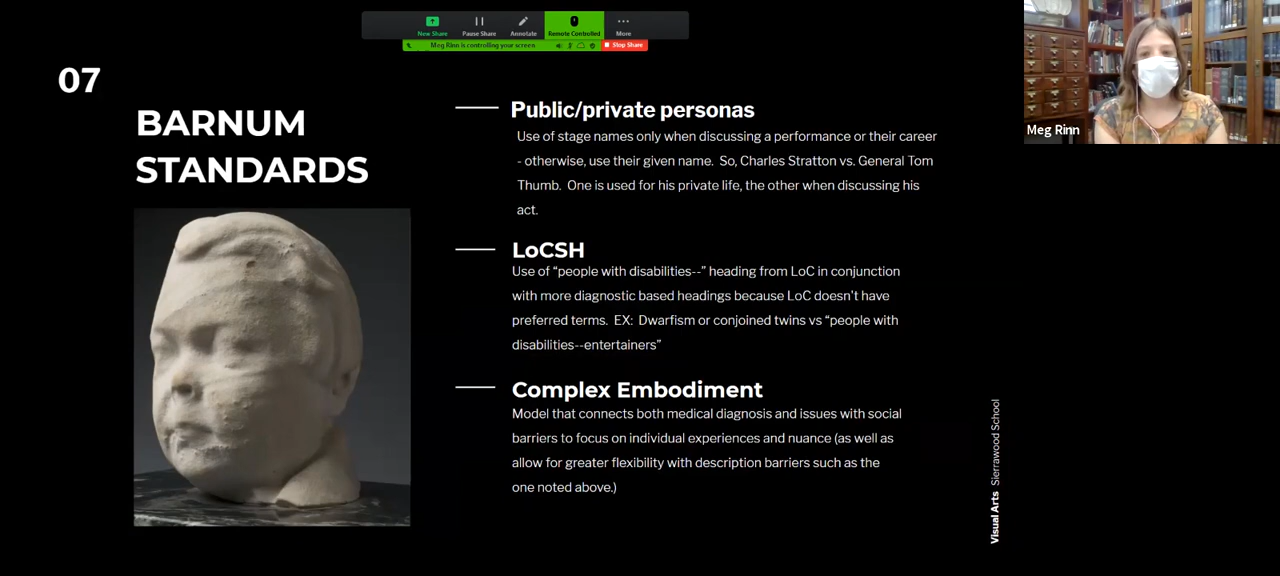 New Share
Pause Share
Annotate
Remote Controlled
More
Meg Rinn is controlling your screen
Stop Share
Meg Rinn
07
BARNUM
STANDARDS
Public/private personas
Use of stage names only when discussing a performance or their career
- otherwise, use their given name. So, Charles Stratton vs. General Tom
Thumb. One is used for his private life, the other when discussing his
act.
LoCSH
Use of “people with disabilities--” heading from LoC in conjunction
with more diagnostic based headings because LoC doesn't have
preferred terms. EX: Dwarfism or conjoined twins vs “people with
disabilities--entertainers”
Complex Embodiment
Model that connects both medical diagnosis and issues with social
barriers to focus on individual experiences and nuance (as well as
allow for greater flexibility with description barriers such as the
one noted above.)
Visual Arts Sierrawood School